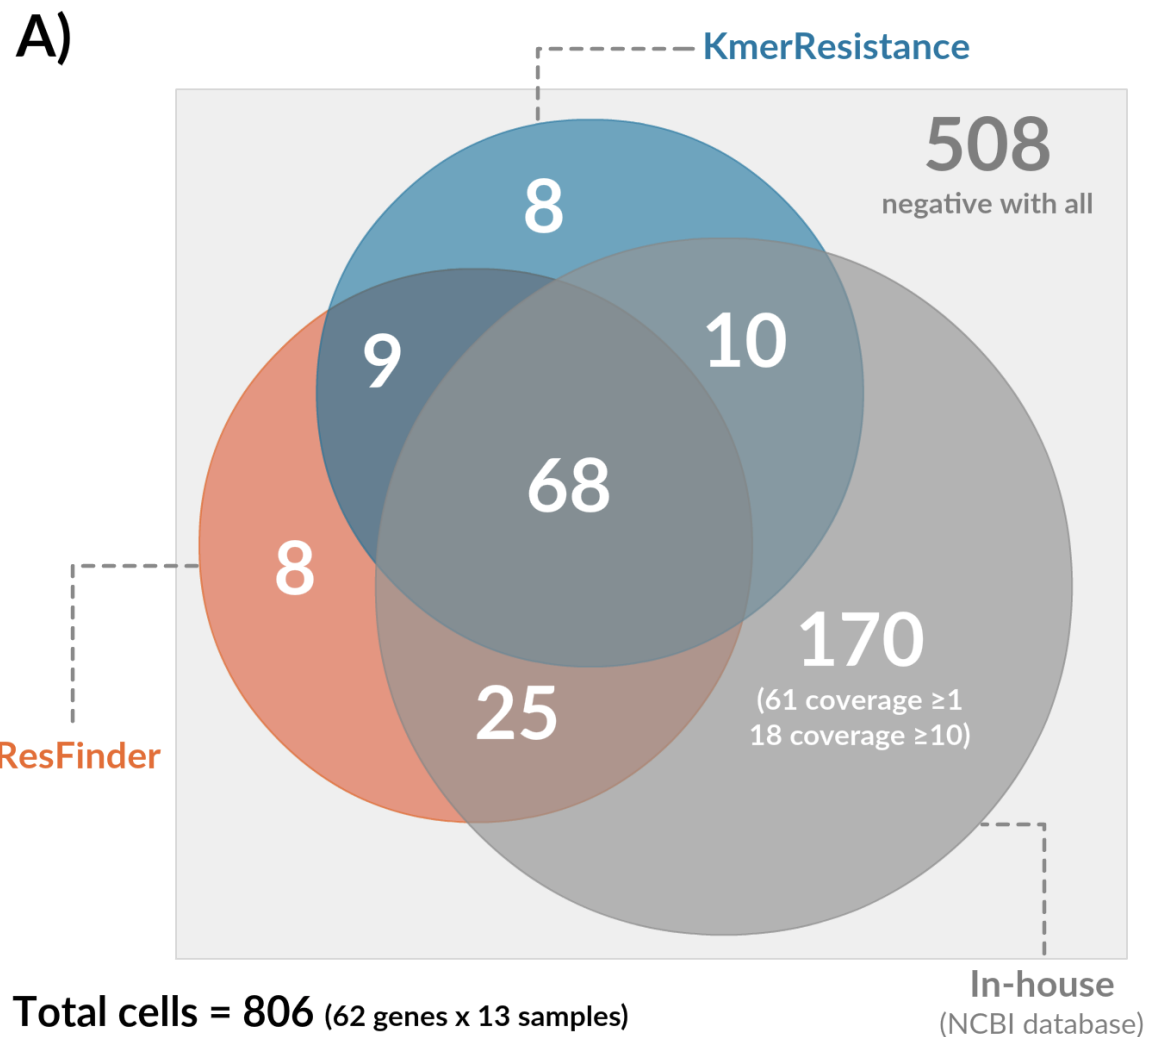 A)
KmerResistance
508
negative with all
8
9
10
68
8
170
(61 coverage ≥1
18 coverage ≥10)
25
ResFinder
In-house
(NCBI database)
Total cells = 806 (62 genes x 13 samples)